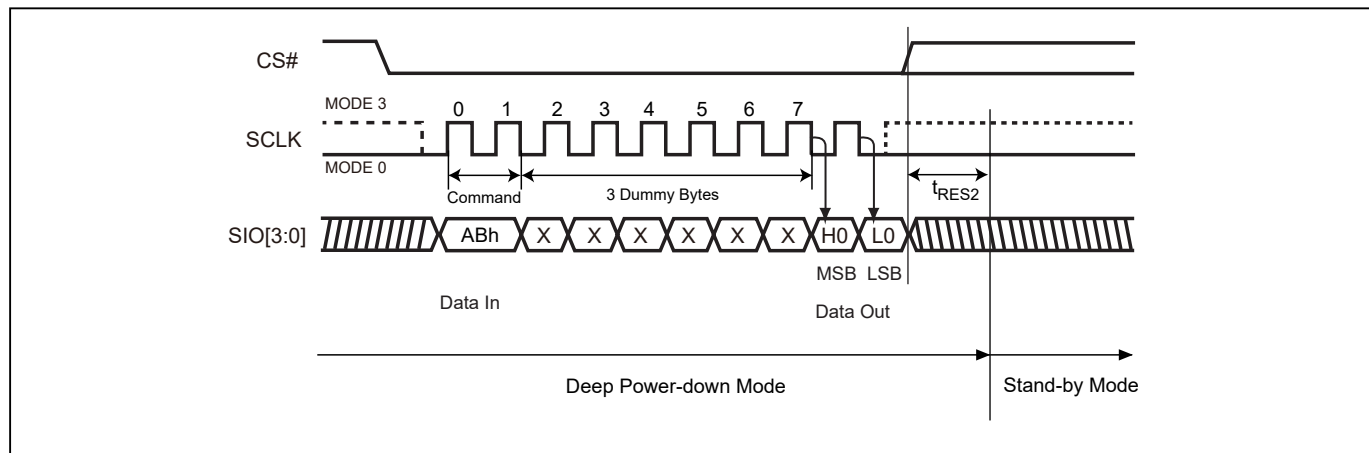 CS#
MODE 3
0 1 2 3 4 5 6 7
SCLK
MODE 0
Command
3 Dummy Bytes
tRES2
SIO[3:0]
ABh X X X X X X H0 L0
MSB LSB
Data In
Data Out
Deep Power-down Mode
Stand-by Mode